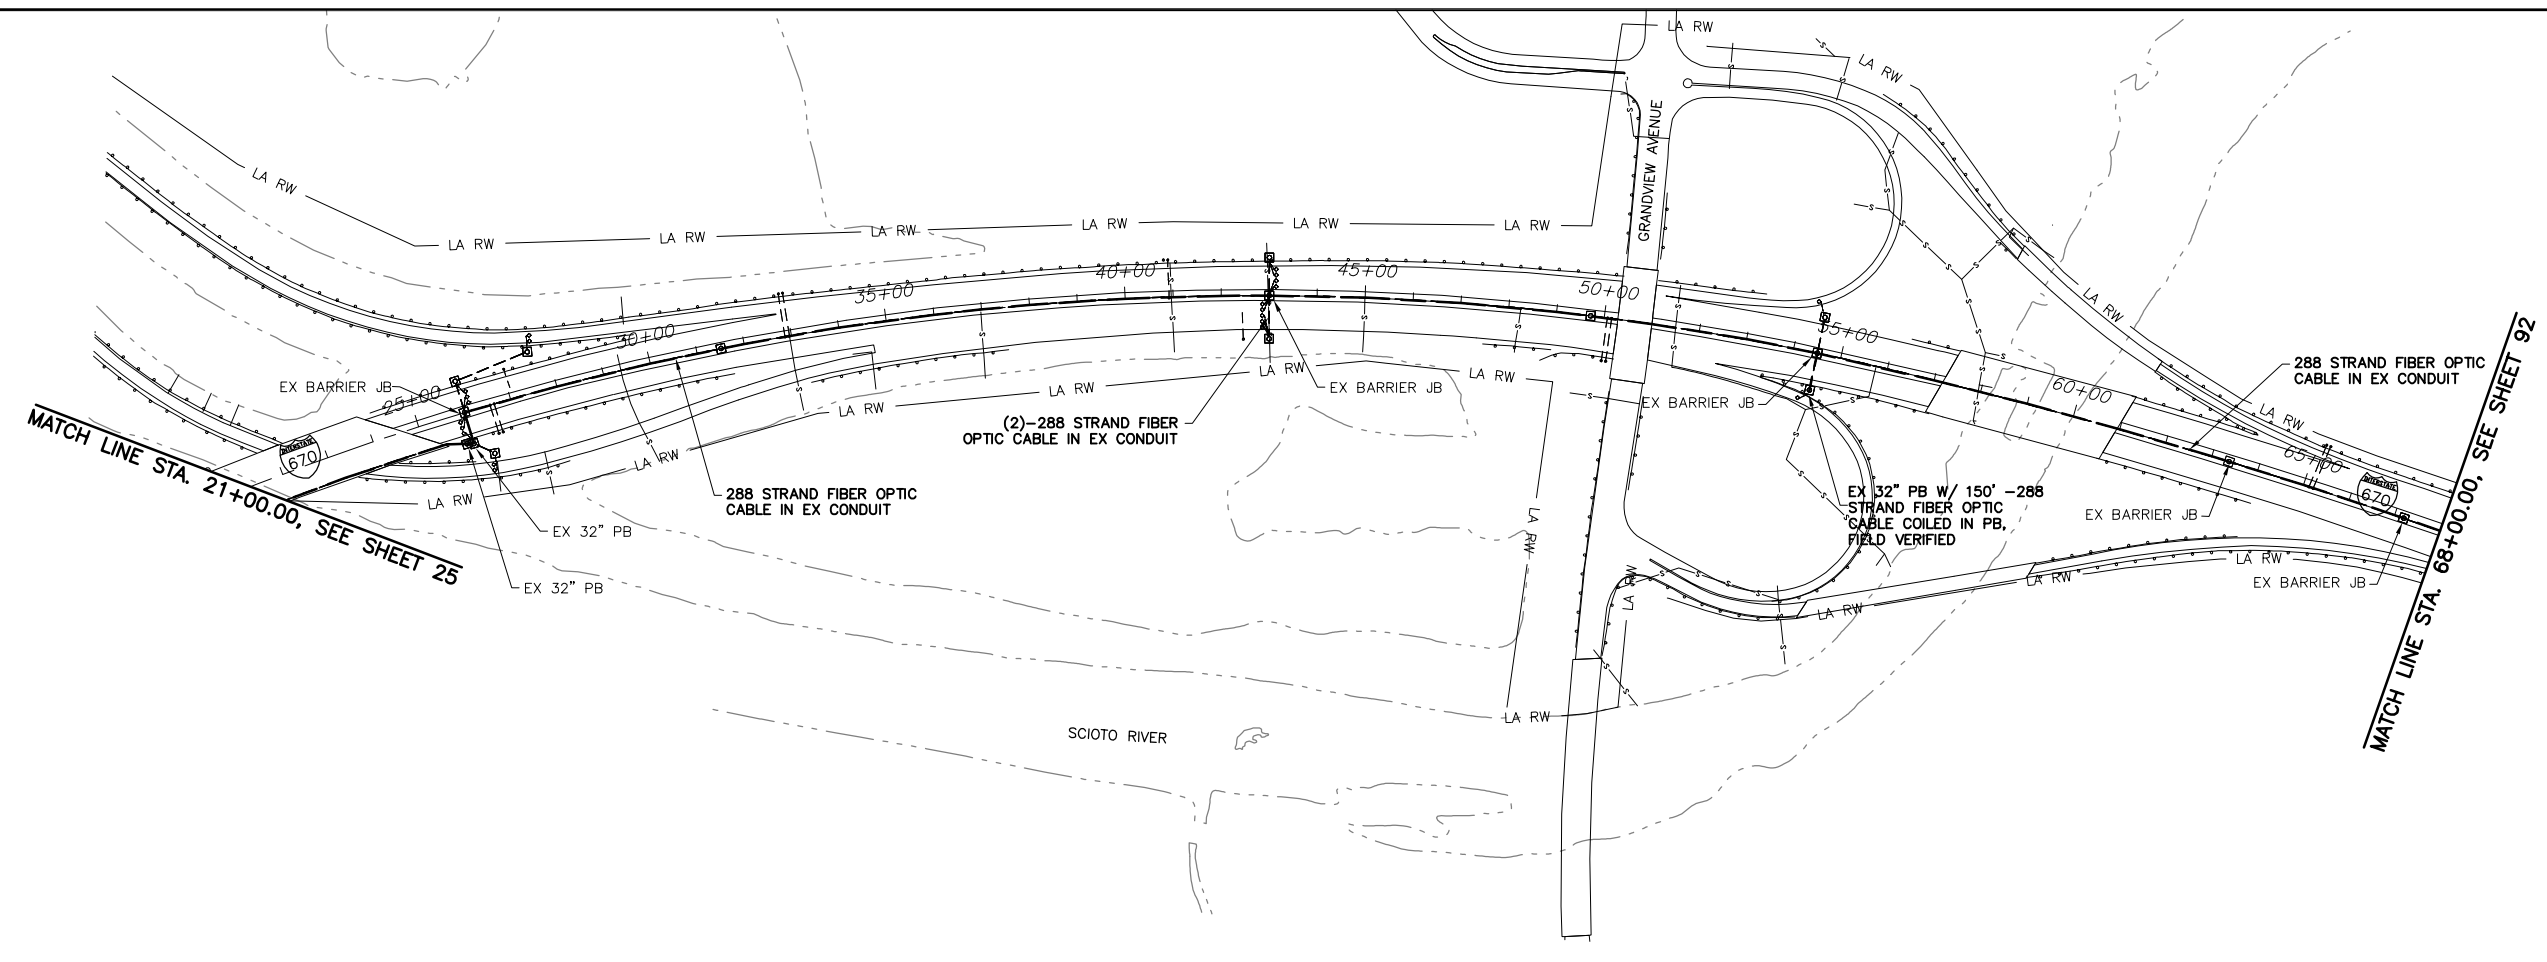 LA RW
LA RW
LA RW
GRANDVIEW AVENUE
LA RW
LA RW
LA RW
LA RW
LA RW
LA RW
LA RW
40+00
45+00
35+00
50+00
30+00
55+00
25+00
60+00
65+00
LA RW
EX BARRIER JB
EX BARRIER JB
EX BARRIER JB
LA RW
LA RW
LA RW
LA RW
LA RW
LA RW
LA RW
288 STRAND FIBER OPTIC
CABLE IN EX CONDUIT
(2)-288 STRAND FIBER
OPTIC CABLE IN EX CONDUIT
INTERSTATE
670
INTERSTATE
670
MATCH LINE STA. 21+00.00, SEE SHEET 25
288 STRAND FIBER OPTIC
CABLE IN EX CONDUIT
EX 32" PB W/ 150' -288
STRAND FIBER OPTIC
CABLE COILED IN PB,
FIELD VERIFIED
EX BARRIER JB
EX BARRIER JB
EX 32" PB
EX 32" PB
LA RW
LA RW
LA RW
LA RW
LA RW
LA RW
MATCH LINE STA. 68+00.00, SEE SHEET 92
SCIOTO RIVER